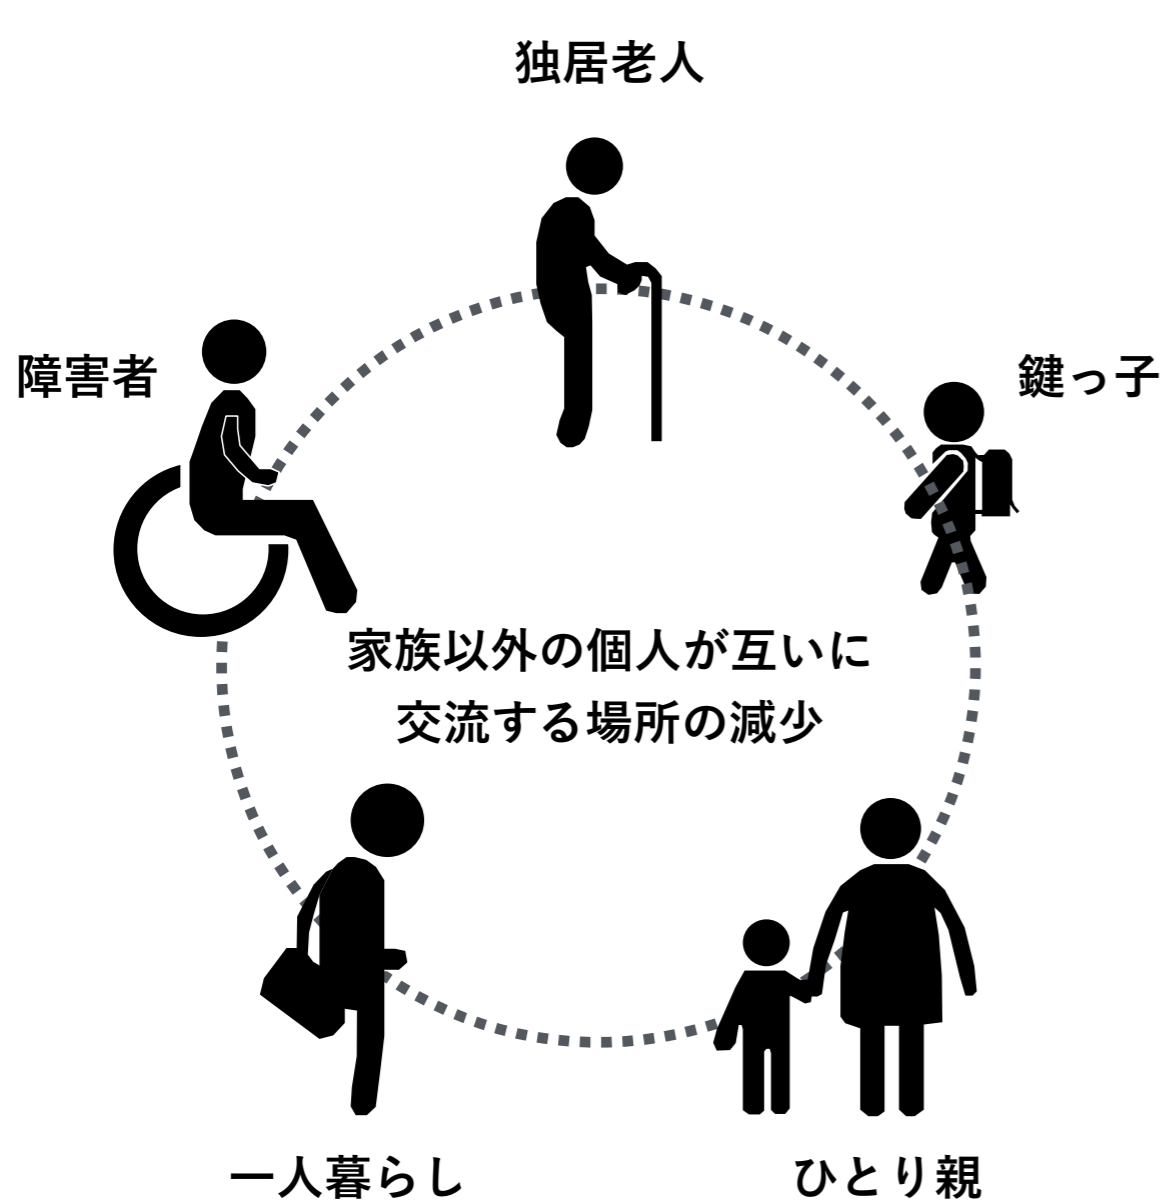 独居老人
障害者
鍵っ子
家族以外の個人が互いに
交流する場所の減少
一人暮らし
ひとり親